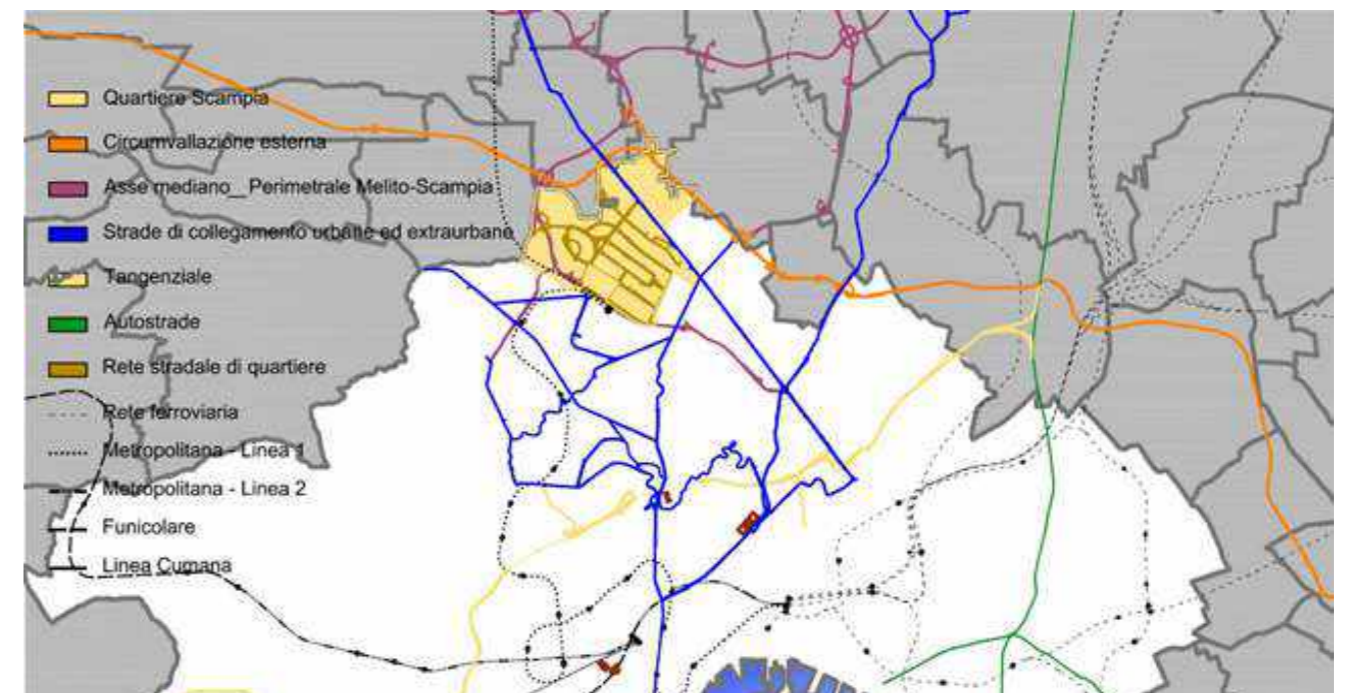 Quartiere Scampia
Circumvallazione esterna
Asse mediano_ Perimetrale Melito-Scampia
Strade di collegamento urbane ed extraurbane
Tangenziale
Autostrade
Rete stradale di quartiere
Rete ferroviaria
Metropolitana - Linea 1
Metropolitana - Linea 2
Funicolare
Linea Cumana